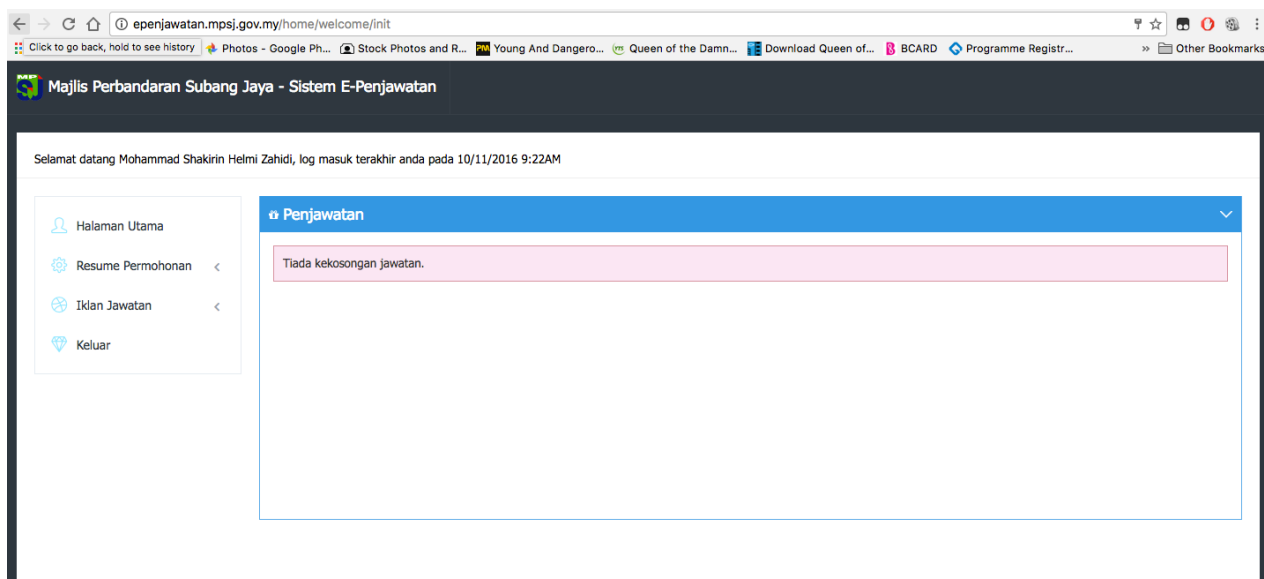 epenjawatan.mpsj.gov.my/home/welcome/init
Click to go back, hold to see history Photos - Google Ph... Stock Photos and R... Young And Dangero... Queen of the Damn... Download Queen of... BCARD Programme Registr... » Other Bookmarks
Majlis Perbandaran Subang Jaya - Sistem E-Penjawatan
Selamat datang Mohammad Shakirin Helmi Zahidi, log masuk terakhir anda pada 10/11/2016 9:22AM
Halaman Utama
Resume Permohonan
Iklan Jawatan
Keluar
Penjawatan
Tiada kekosongan jawatan.